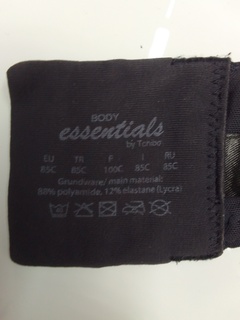 BODY
essentials
by Tchibo
EU TR F I RU
85C 85C 100C 85C
Grundware/ main material:
88% polyamide, 12% elastane (Lycra)